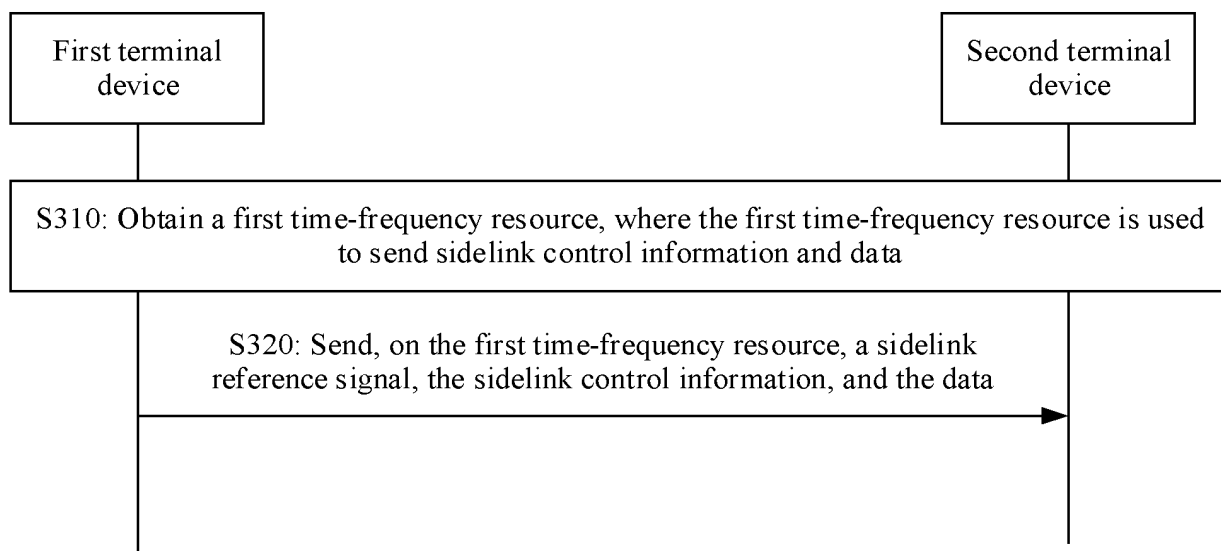 First terminal
device
Second terminal
device
S310: Obtain a first time-frequency resource, where the first time-frequency resource is used
to send sidelink control information and data
S320: Send, on the first time-frequency resource, a sidelink
reference signal, the sidelink control information, and the data